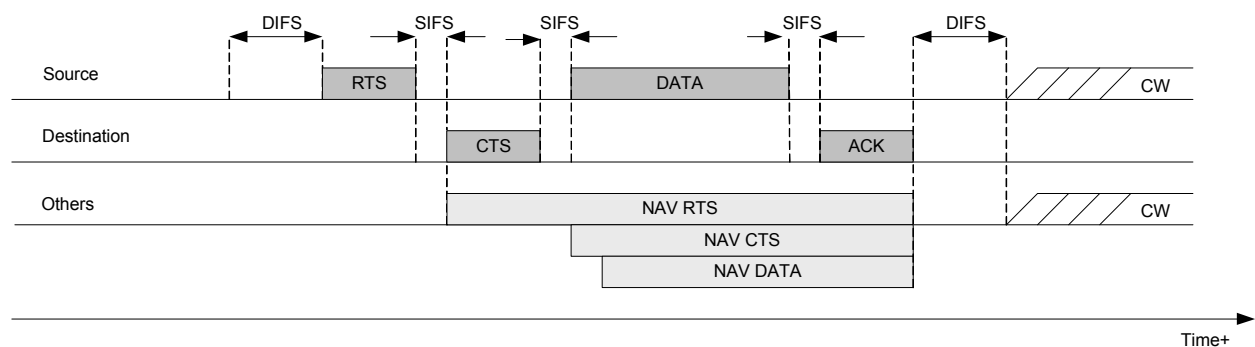 DIFS SIFS SIFS SIFS DIFS
Source RTS DATA CW
Destination CTS ACK
Others NAV RTS CW
NAV CTS
NAV DATA
Time+